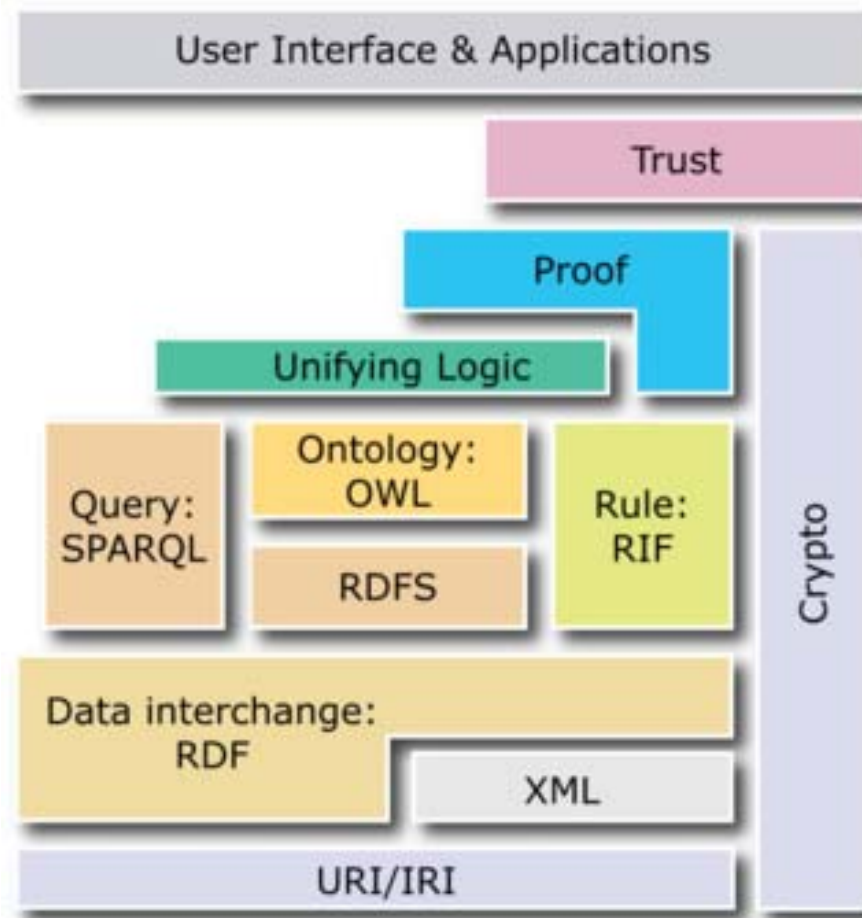 User Interface & Applications
Trust
Proof
Unifying Logic
Query:
SPARQL
Ontology:
OWL
RDFS
Rule:
RIF
Crypto
Data interchange:
RDF
XML
URI/IRI